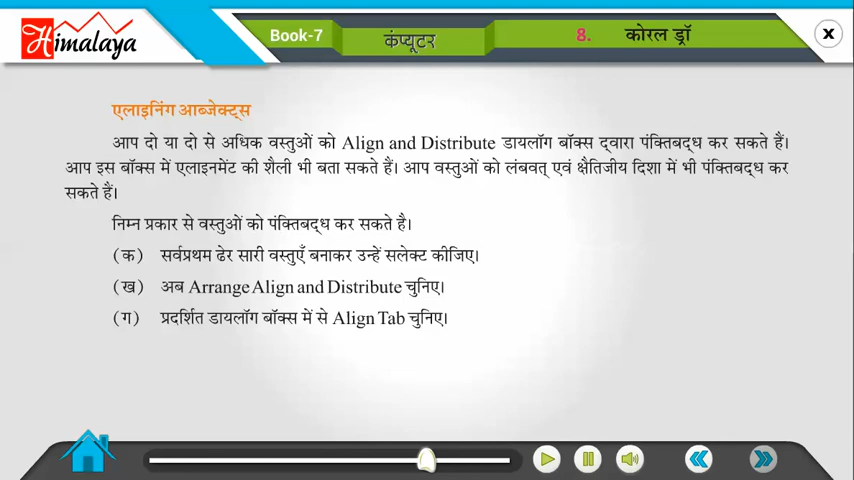 Himalaya
Book-7
कंप्यूटर
8. कोरल ड्रॉ
X
एलाइनिंग आब्जेक्ट्स
आप दो या दो से अधिक वस्तुओं को Align and Distribute डायलॉग बॉक्स द्वारा पंक्तिबद्ध कर सकते हैं।
आप इस बॉक्स में एलाइनमेंट की शैली भी बता सकते हैं। आप वस्तुओं को लंबवत् एवं क्षैतिजीय दिशा में भी पंक्तिबद्ध कर
सकते हैं।
निम्न प्रकार से वस्तुओं को पंक्तिबद्ध कर सकते है।
(क) सर्वप्रथम ढेर सारी वस्तुएँ बनाकर उन्हें सलेक्ट कीजिए।
(ख) अब Arrange Align and Distribute चुनिए।
(ग) प्रदर्शित डायलॉग बॉक्स में से Align Tab चुनिए।